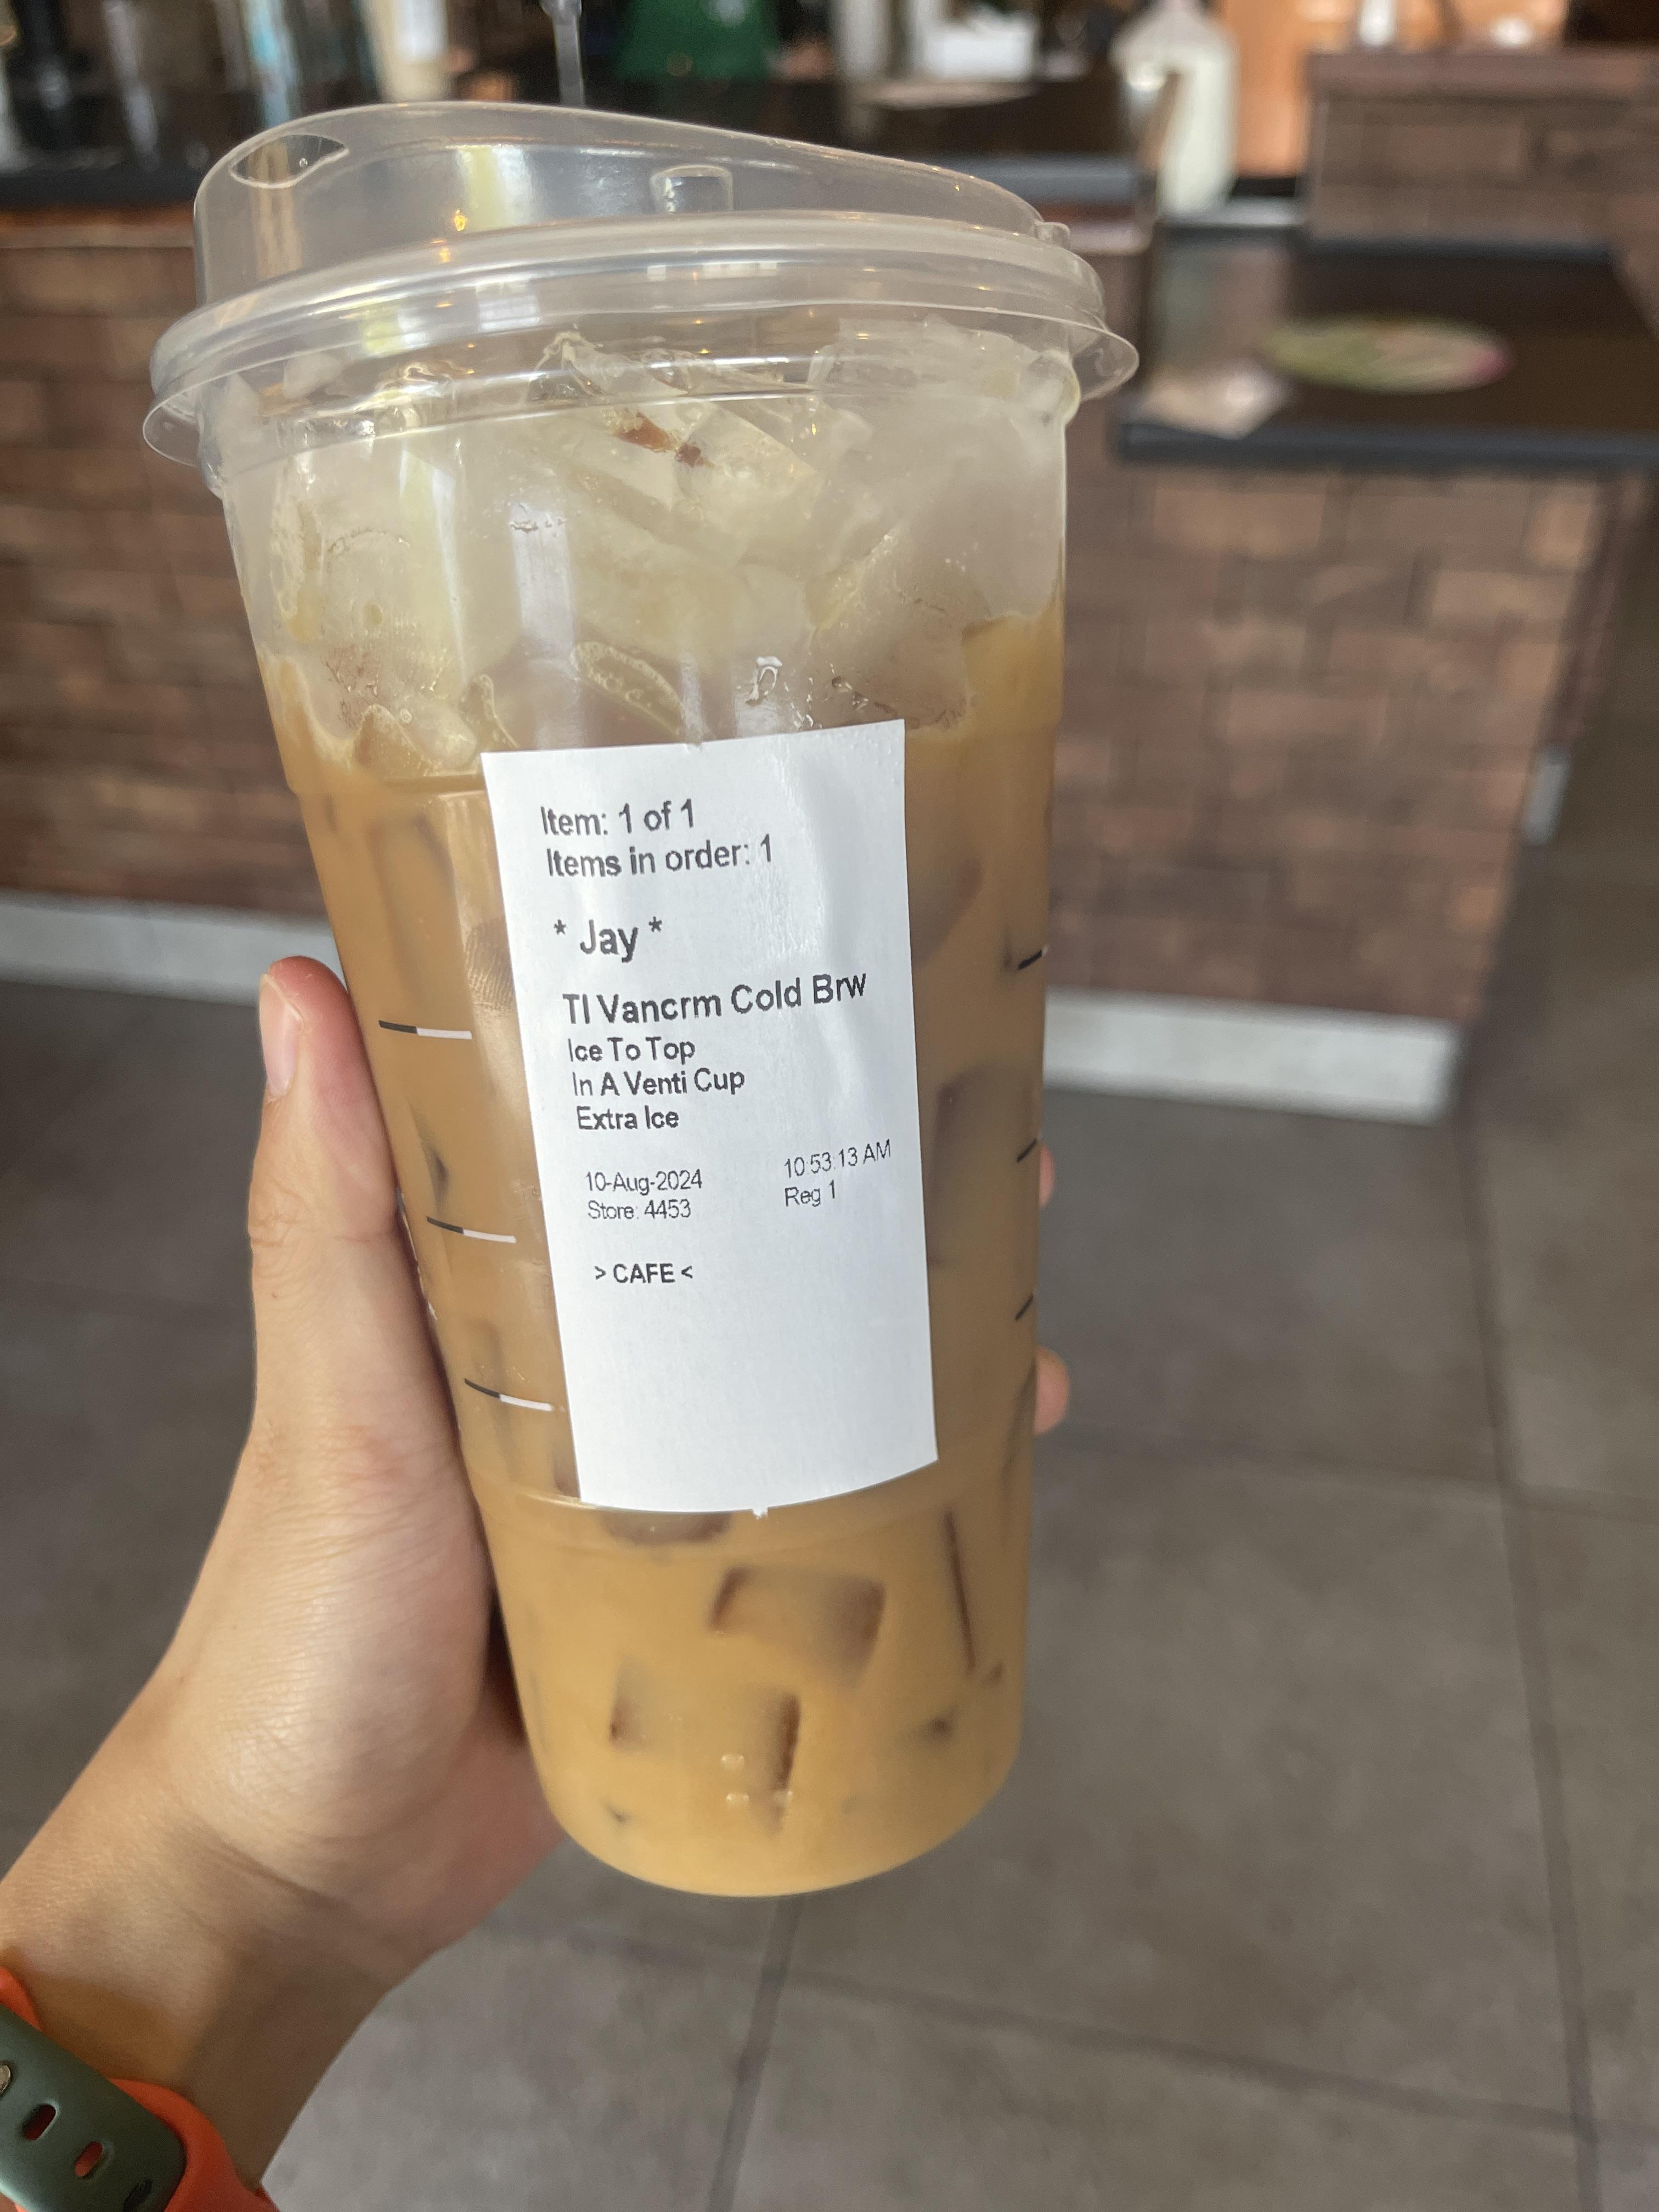 Item: 1 of 1
Items in order: 1
* Jay *
Tl Vancrm Cold Brw
Ice To Top
In A Venti Cup
Extra Ice
10-Aug-2024 10:53:13 AM
Store: 4453 Reg 1
> CAFE <